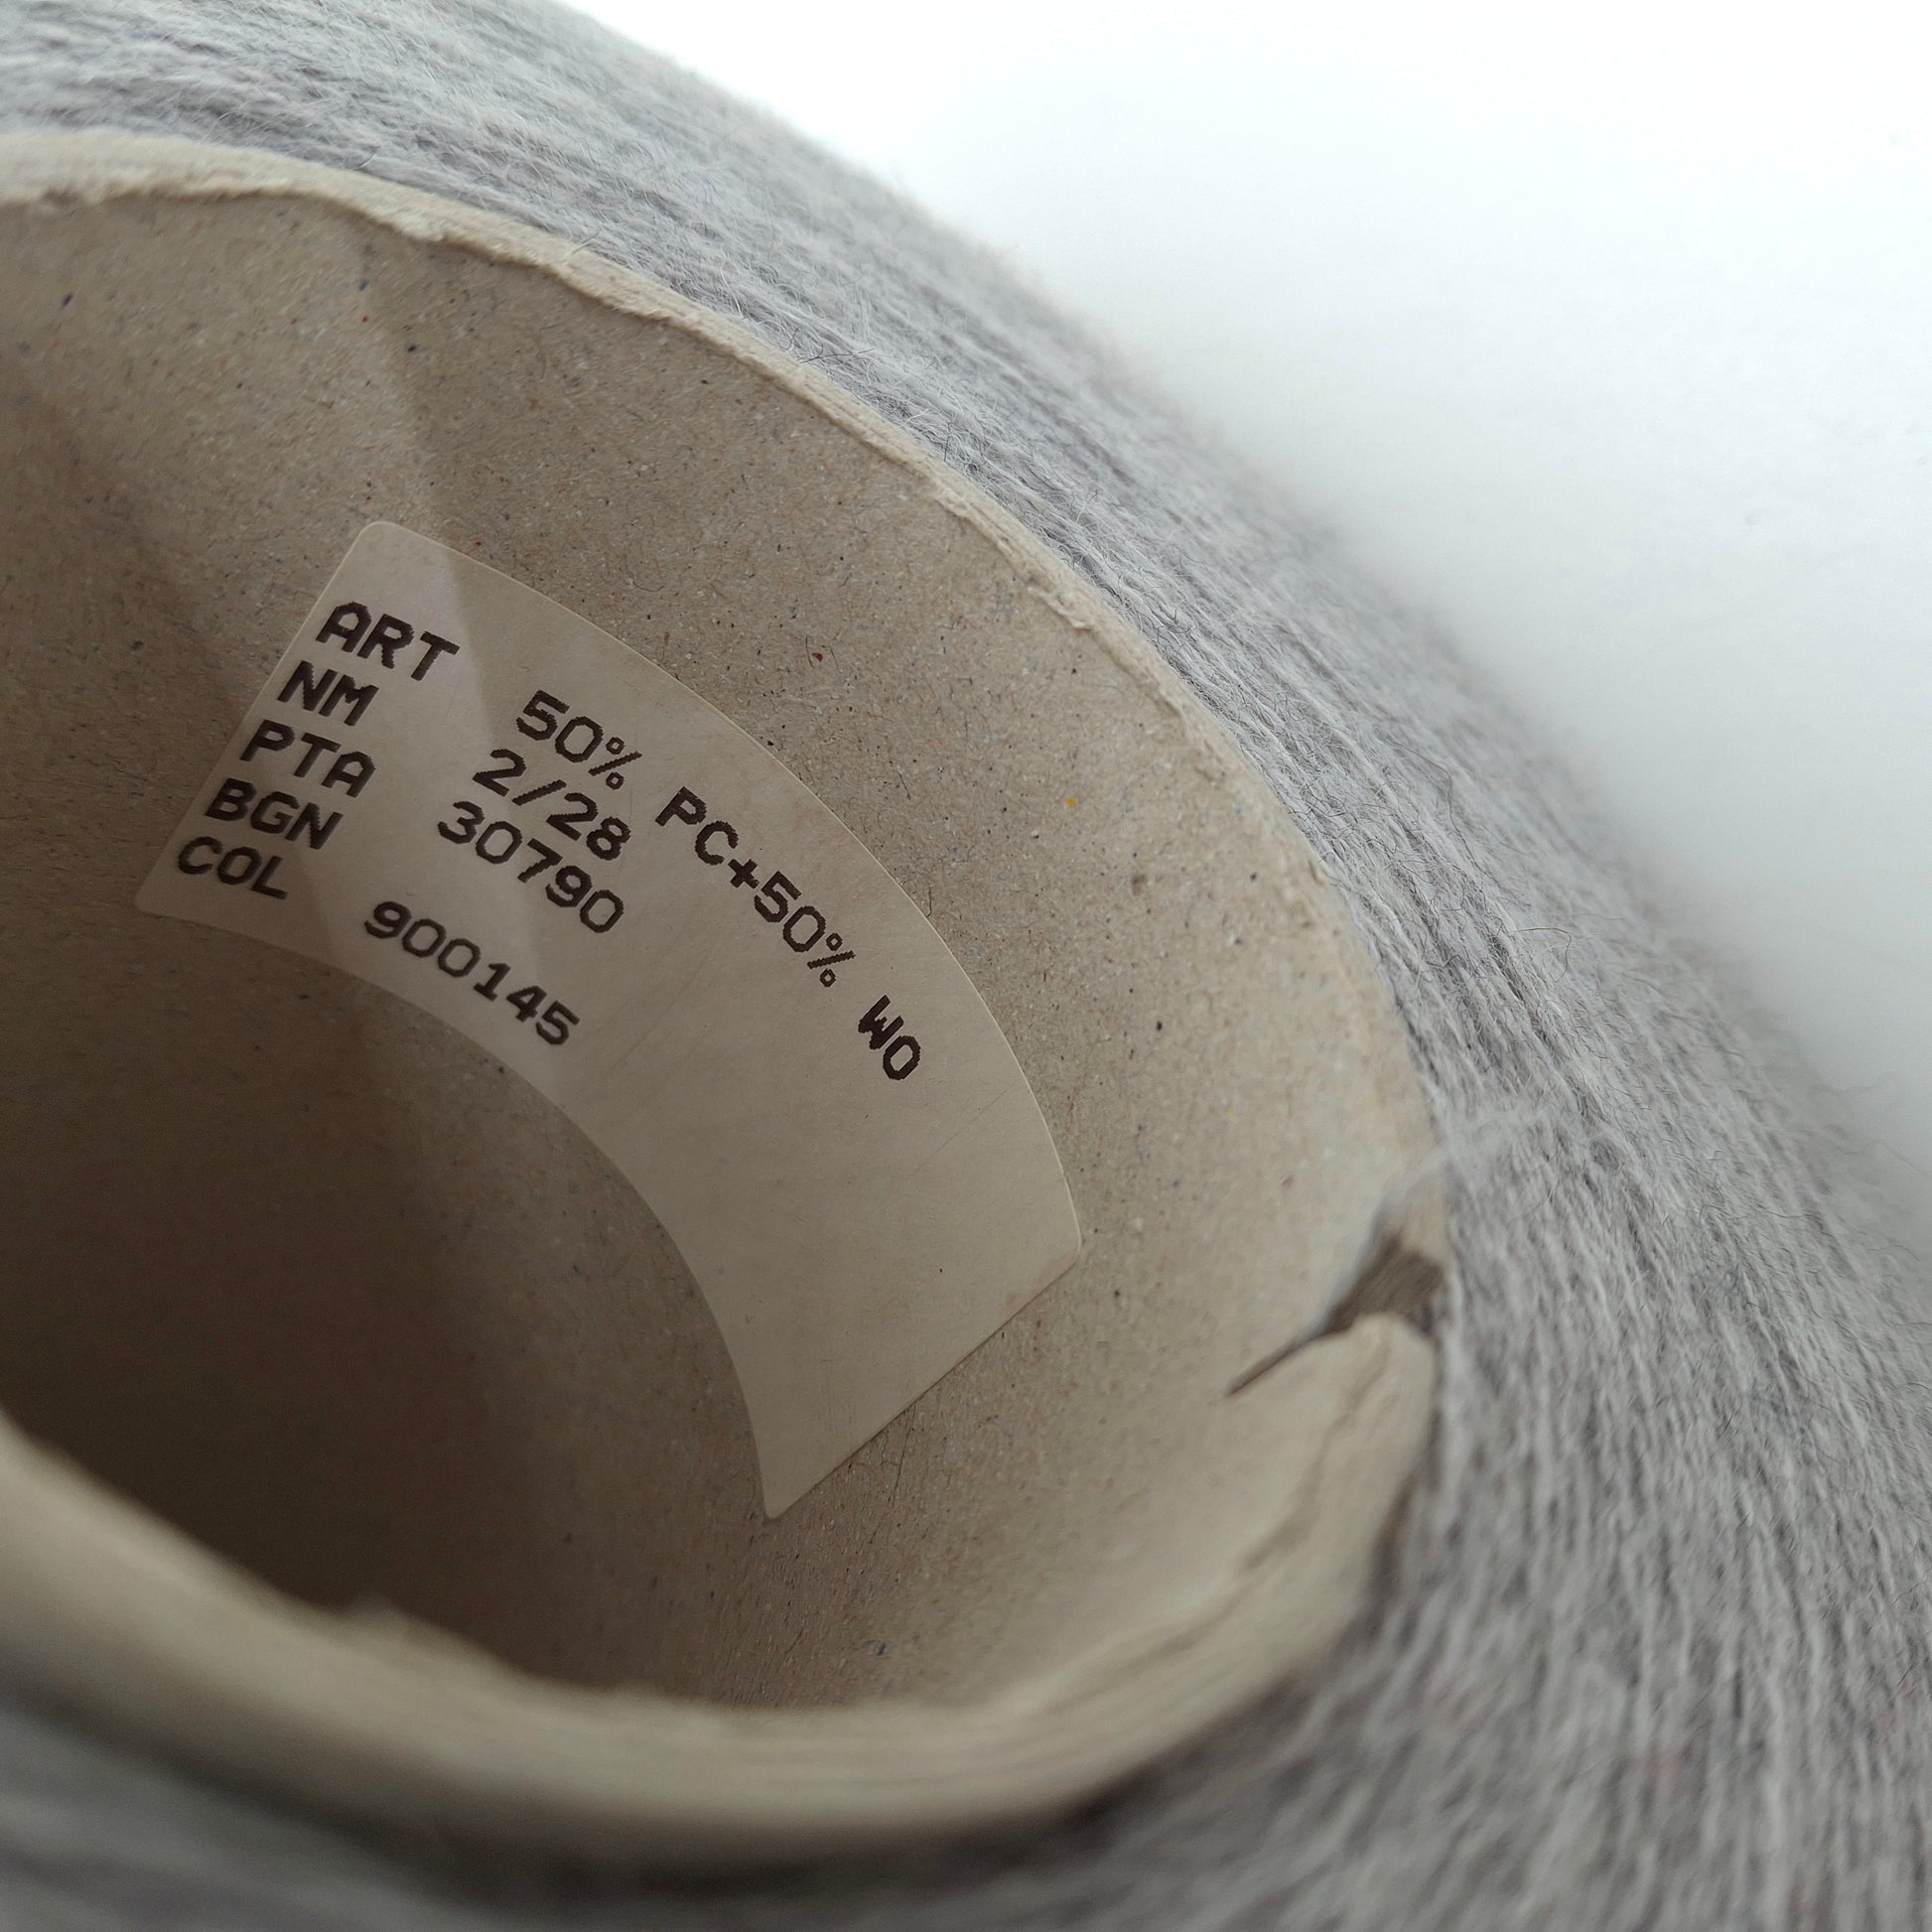 ART 50% PC+50% WO
NM 2/28
PTA 30790
BGN
COL 900145